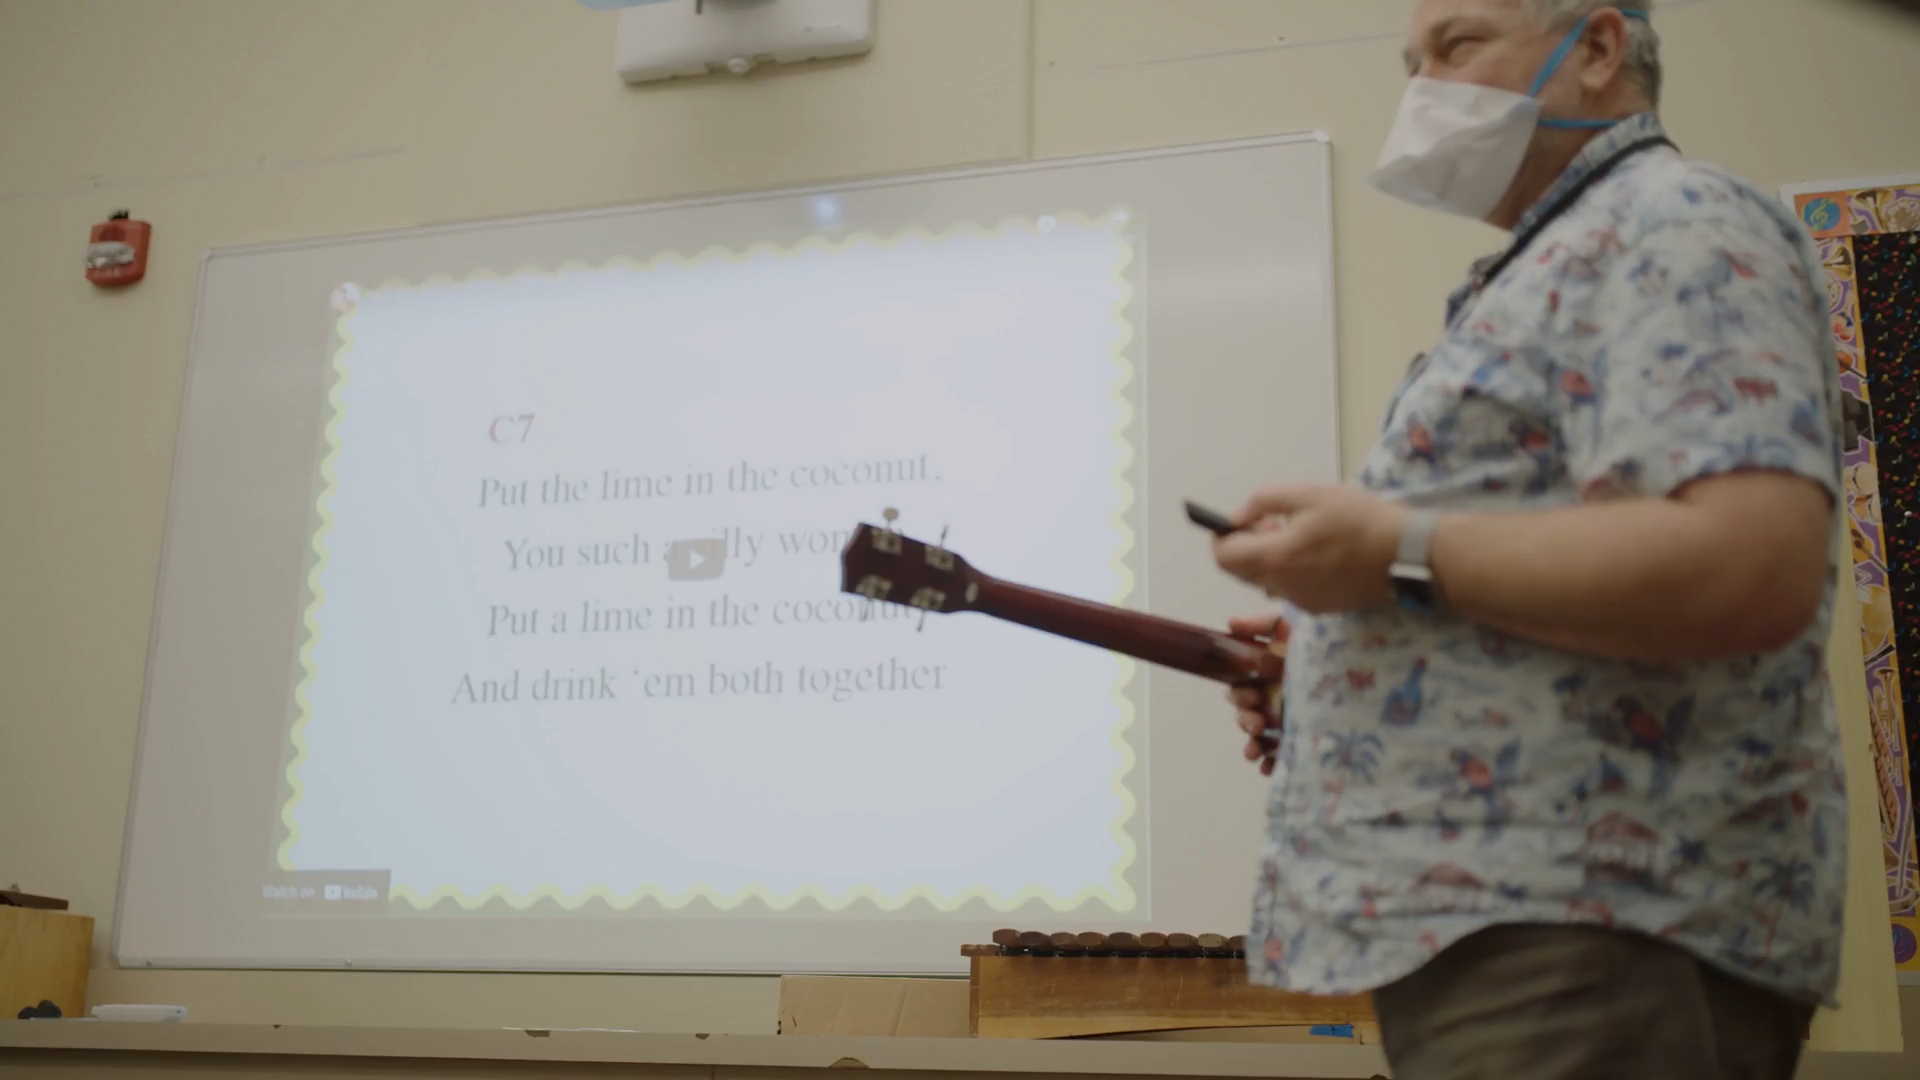 C7
Put the lime in the coconut,
You such a
Put a lime in the coconut
And drink 'em both together
Watch on YouTube